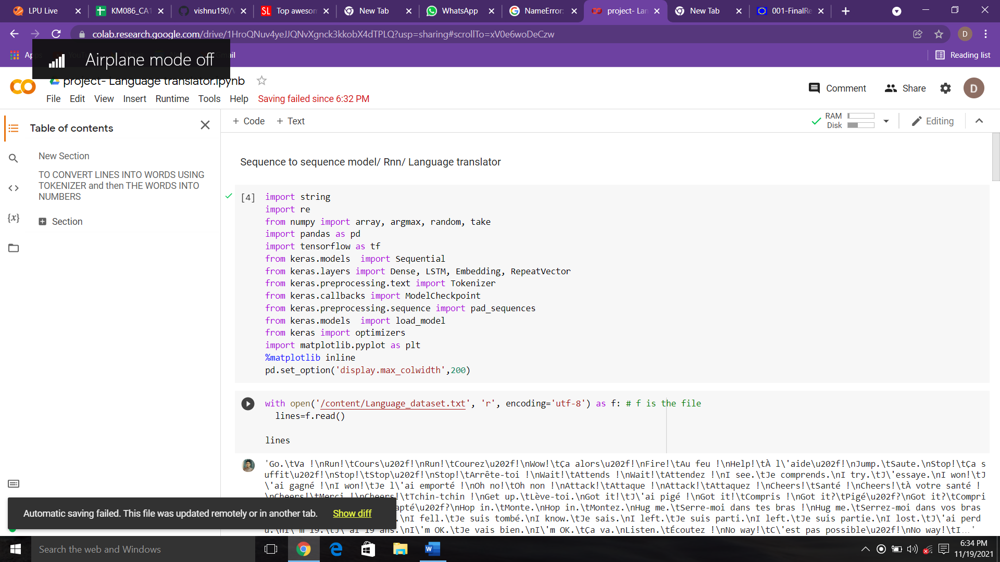 LPU Live
KM086_CA1
vishnu190/V
SL Top awesom
New Tab
WhatsApp
NameError:
project- Lan
New Tab
001-FinalRe
colab.research.google.com/drive/1HroQNuv4yeJJQNvXgnck3kkobX4dTPLQ?usp=sharing#scrollTo=xV0e6woDeCzw
D
Reading list
Airplane mode off
project- Language translator.ipynb
File Edit View Insert Runtime Tools Help Saving failed since 6:32 PM
Comment Share D
Table of contents
New Section
TO CONVERT LINES INTO WORDS USING
TOKENIZER and then THE WORDS INTO
NUMBERS
Section
+ Code + Text
RAM
Disk
Editing
Sequence to sequence model/ Rnn/ Language translator
[4] import string
import re
from numpy import array, argmax, random, take
import pandas as pd
import tensorflow as tf
from keras.models  import Sequential
from keras.layers import Dense, LSTM, Embedding, RepeatVector
from keras.preprocessing.text import Tokenizer
from keras.callbacks import ModelCheckpoint
from keras.preprocessing.sequence import pad_sequences
from keras.models  import load_model
from keras import optimizers
import matplotlib.pyplot as plt
%matplotlib inline
pd.set_option('display.max_colwidth',200)
with open('/content/Language_dataset.txt', 'r', encoding='utf-8') as f: # f is the file
lines=f.read()
lines
'Go.\tVa !\nRun!\tCours\u202f!\nRun!\tCourez\u202f!\nWow!\tÇa alors\u202f!\nFire!\tAu feu !\nHelp!\tÀ l\'aide\u202f!\nJump.\tSaute.\nStop!\tÇa s
uffit\u202f!\nStop!\tStop\u202f!\nStop!\tArrête-toi !\nWait!\tAttends !\nWait!\tAttendez !\nI see.\tJe comprends.\nI try.\tJ\'essaye.\nI won!\tJ
\'ai gagné !\nI won!\tJe l\'ai emporté !\nOh no!\tOh non !\nAttack!\tAttaque !\nAttack!\tAttaquez !\nCheers!\tSanté !\nCheers!\tÀ votre santé !
\nCheers!\tMerci !\nCheers!\tTchin-tchin !\nGet up.\tLève-toi.\nGot it!\tJ\'ai pigé !\nGot it!\tCompris !\nGot it?\tPigé\u202f?\nGot it?\tCompri
apté\u202f?\nHop in.\tMonte.\nHop in.\tMontez.\nHug me.\tSerre-moi dans tes bras !\nHug me.\tSerrez-moi dans vos bras
.\nI fell.\tJe suis tombé.\nI know.\tJe sais.\nI left.\tJe suis parti.\nI left.\tJe suis partie.\nI lost.\tJ\'ai perd
u.\nI\'m 19.\tJ\'ai 19 ans.\nI\'m OK.\tJe vais bien.\nI\'m OK.\tÇa va.\nListen.\tÉcoutez !\nNo way!\tC\'est pas possible\u202f!\nNo way!\tI…'
Automatic saving failed. This file was updated remotely or in another tab. Show diff
Search the web and Windows
6:34 PM
11/19/2021